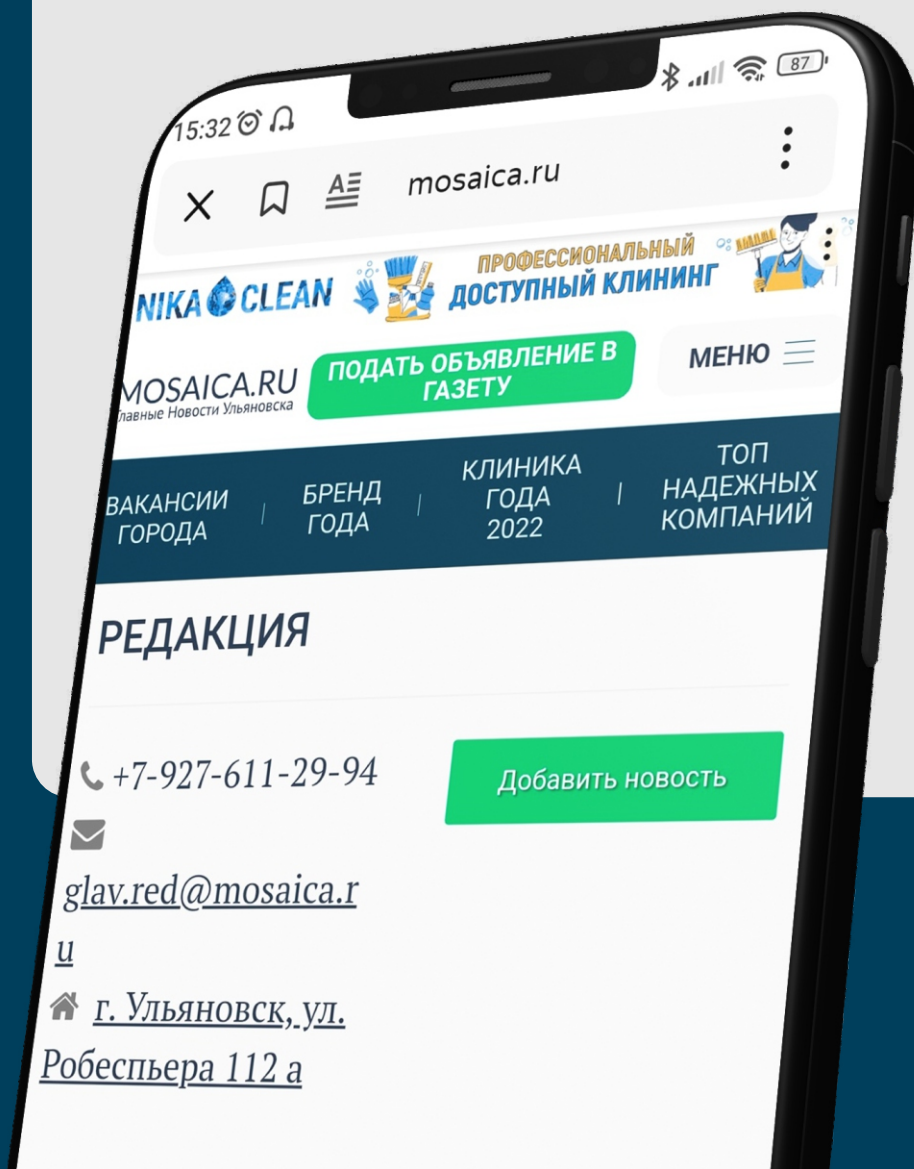 15:32
87
mosaica.ru
NIKA CLEAN
ПРОФЕССИОНАЛЬНЫЙ
ДОСТУПНЫЙ КЛИНИНГ
MOSAICA.RU
Главные Новости Ульяновска
ПОДАТЬ ОБЪЯВЛЕНИЕ В
ГАЗЕТУ
МЕНЮ
ВАКАНСИИ
ГОРОДА
БРЕНД
ГОДА
КЛИНИКА
ГОДА
2022
ТОП
НАДЕЖНЫХ
КОМПАНИЙ
РЕДАКЦИЯ
+7-927-611-29-94
Добавить новость
glav.red@mosaica.r
u
г. Ульяновск, ул.
Робеспьера 112 а